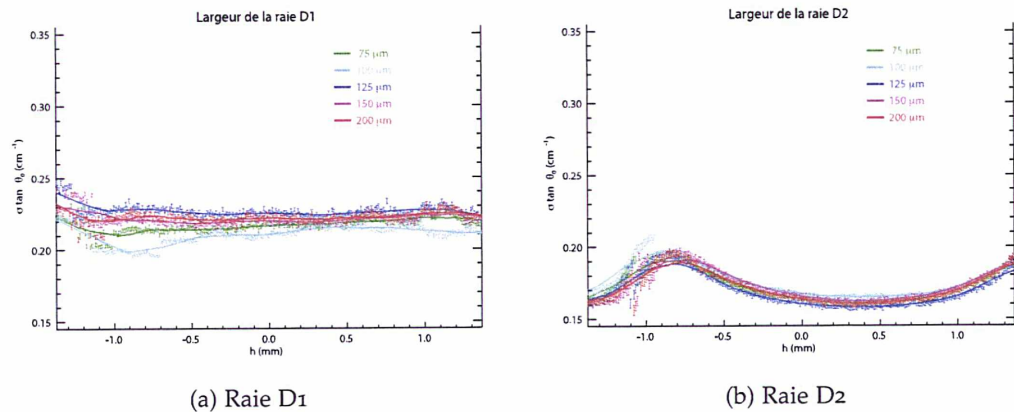 Largeur de la raie D1
0.35
0.30
0.25
0.20
0.15
σ tan θ₀ (cm⁻¹)
75 µm
100 µm
125 µm
150 µm
200 µm
-1.0 -0.5 0.0 0.5 1.0
h (mm)
(a) Raie D1
Largeur de la raie D2
0.35
0.30
0.25
0.20
0.15
σ tan θ₀ (cm⁻¹)
75 µm
100 µm
125 µm
150 µm
200 µm
-1.0 -0.5 0.0 0.5 1.0
h (mm)
(b) Raie D2